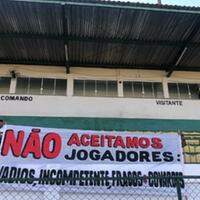 COMANDO VISITANTE
NÃO ACEITAMOS
JOGADORES:
VADIOS, INCOMPETENTE, FRACOS E COVARDES